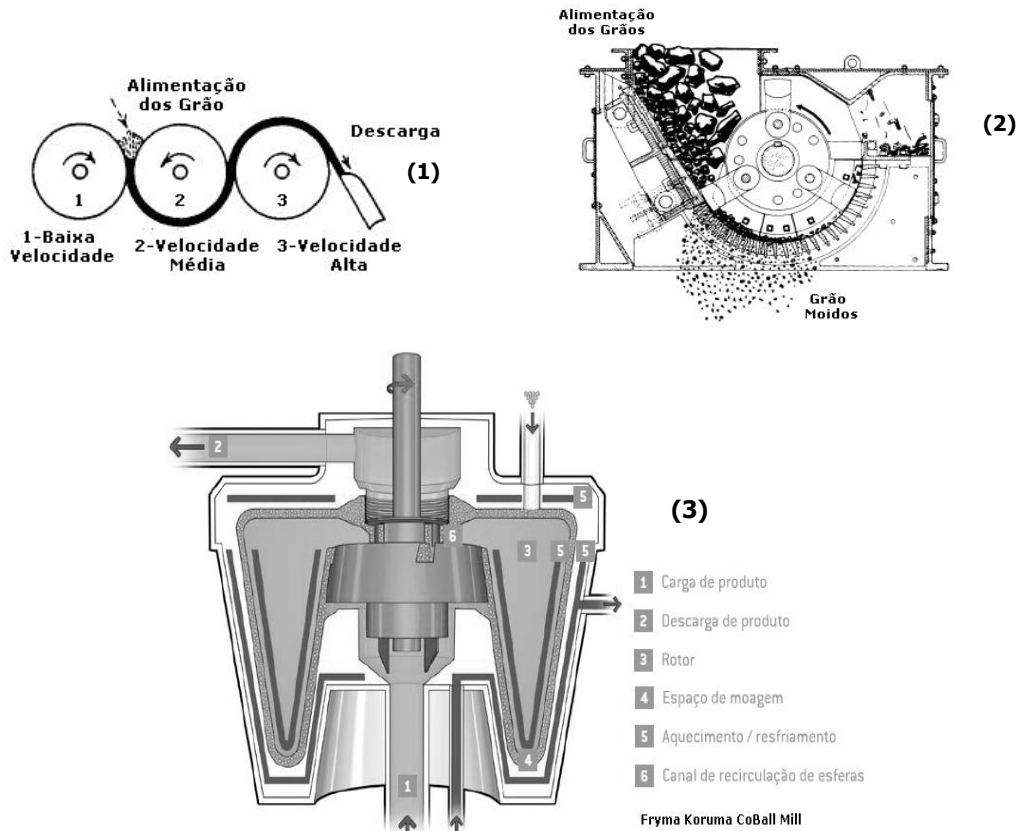 Alimentação
dos Grão
Descarga
(1)
1
2
3
1-Baixa
Velocidade
2-Velocidade
Média
3-Velocidade
Alta
Alimentação
dos Grãos
(2)
Grão
Moidos
(3)
2
5
6
3
5
5
4
1
1 Carga de produto
2 Descarga de produto
3 Rotor
4 Espaço de moagem
5 Aquecimento / resfriamento
6 Canal de recirculação de esferas
Fryma Koruma CoBall Mill